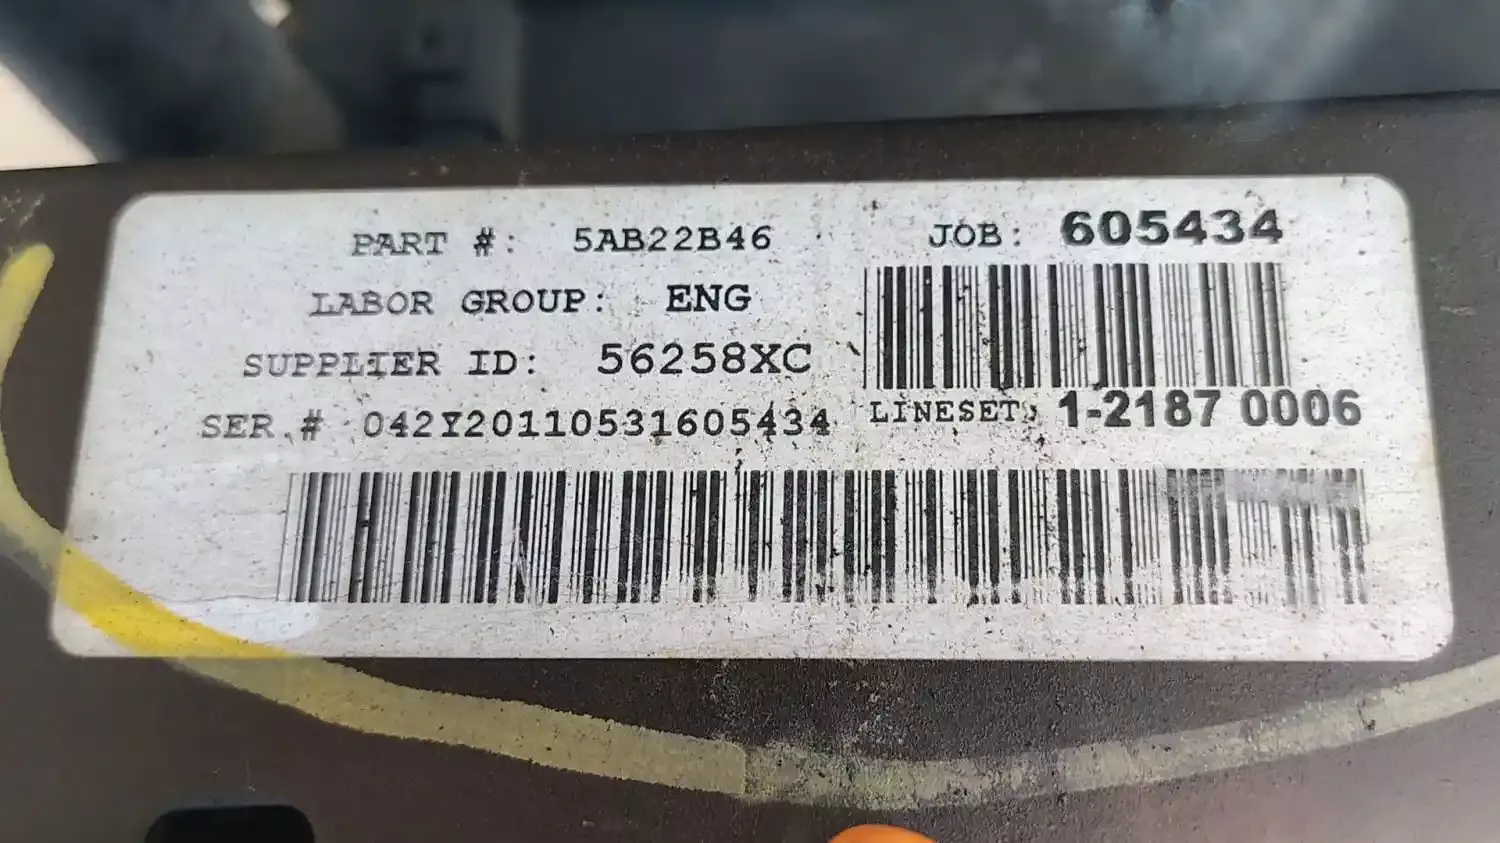 PART #: 5AB22B46
JOB: 605434
LABOR GROUP: ENG
SUPPLIER ID: 56258XC
SER.# 042Y20110531605434
LINESET: 1-2187 0006